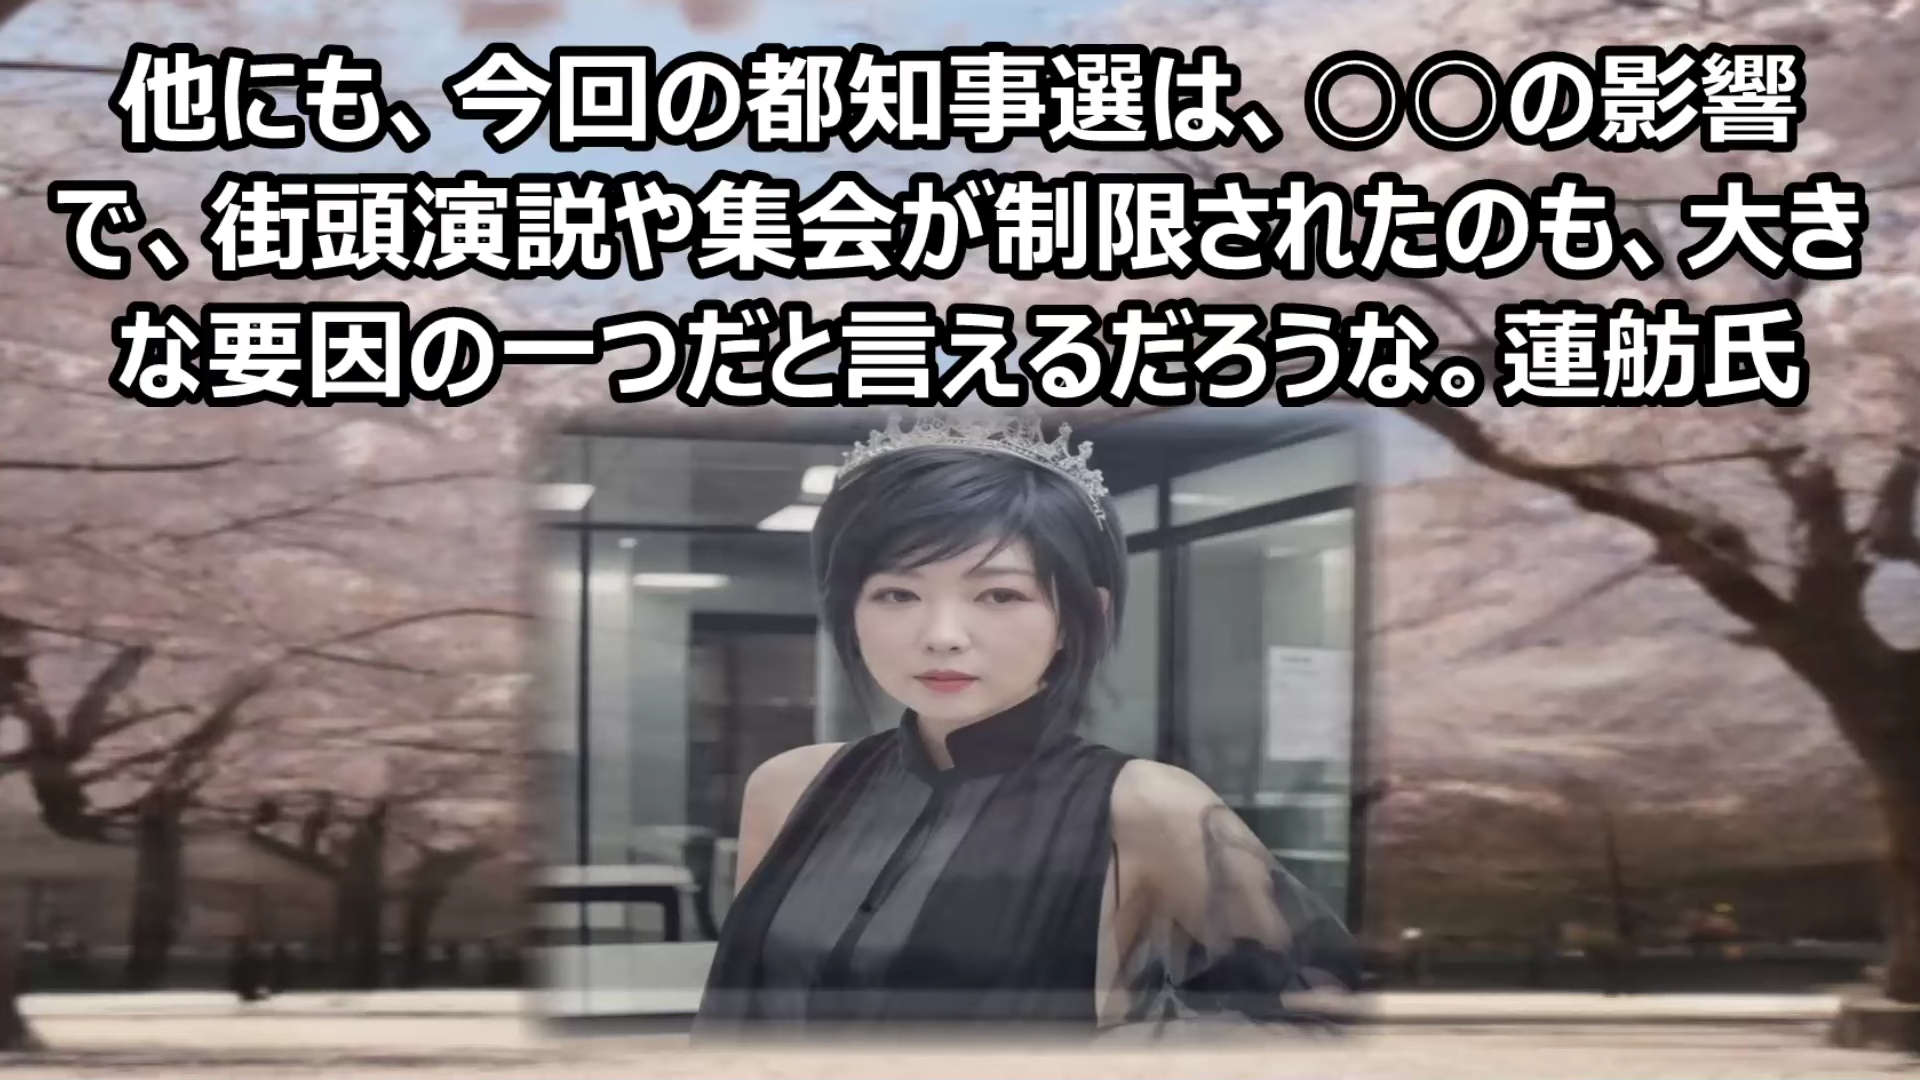 他にも、今回の都知事選は、○○の影響
で、街頭演説や集会が制限されたのも、大き
な要因の一つだと言えるだろうな。蓮舫氏